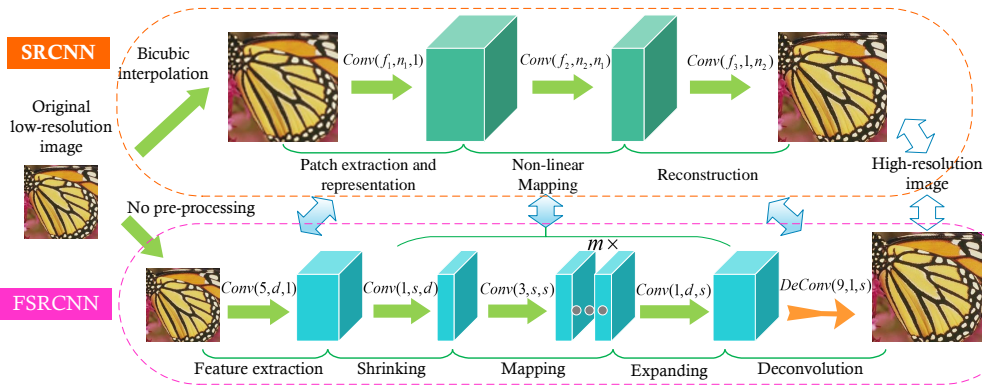 SRCNN
Bicubic
interpolation
Original
low-resolution
image
Conv(f₁,n₁,1)
Conv(f₂,n₂,n₁)
Conv(f₃,1,n₂)
Patch extraction and
representation
Non-linear
Mapping
Reconstruction
High-resolution
image
No pre-processing
FSRCNN
Conv(5,d,1)
Conv(1,s,d)
Conv(3,s,s)
m×
Conv(1,d,s)
DeConv(9,1,s)
Feature extraction
Shrinking
Mapping
Expanding
Deconvolution